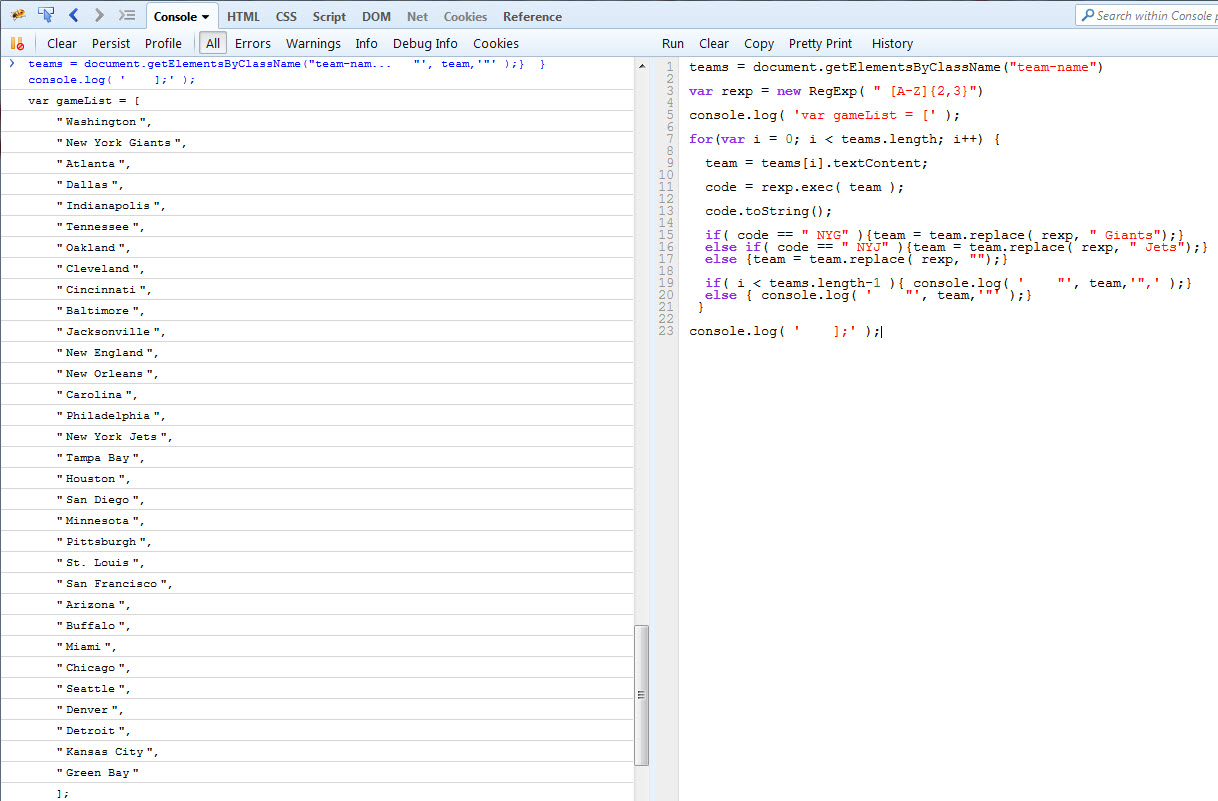 Console HTML CSS Script DOM Net Cookies Reference
Search within Console p
Clear Persist Profile All Errors Warnings Info Debug Info Cookies
teams = document.getElementsByClassName("team-nam... "', team,'"' );} }
console.log( '    ];' );
var gameList = [
"Washington",
"New York Giants",
"Atlanta",
"Dallas",
"Indianapolis",
"Tennessee",
"Oakland",
"Cleveland",
"Cincinnati",
"Baltimore",
"Jacksonville",
"New England",
"New Orleans",
"Carolina",
"Philadelphia",
"New York Jets",
"Tampa Bay",
"Houston",
"San Diego",
"Minnesota",
"Pittsburgh",
"St. Louis",
"San Francisco",
"Arizona",
"Buffalo",
"Miami",
"Chicago",
"Seattle",
"Denver",
"Detroit",
"Kansas City",
"Green Bay"
];
Run Clear Copy Pretty Print History
1 teams = document.getElementsByClassName("team-name")
2
3 var rexp = new RegExp( " [A-Z]{2,3}")
4
5 console.log( 'var gameList = [' );
6
7 for(var i = 0; i < teams.length; i++) {
8
9   team = teams[i].textContent;
10
11   code = rexp.exec( team );
12
13   code.toString();
14
15   if( code == " NYG" ){team = team.replace( rexp, " Giants");}
16   else if( code == " NYJ" ){team = team.replace( rexp, " Jets");}
17   else {team = team.replace( rexp, "");}
18
19   if( i < teams.length-1 ){ console.log( '    "', team,'",' );}
20   else { console.log( '    "', team,'"' );}
21  }
22
23 console.log( '    ];' );